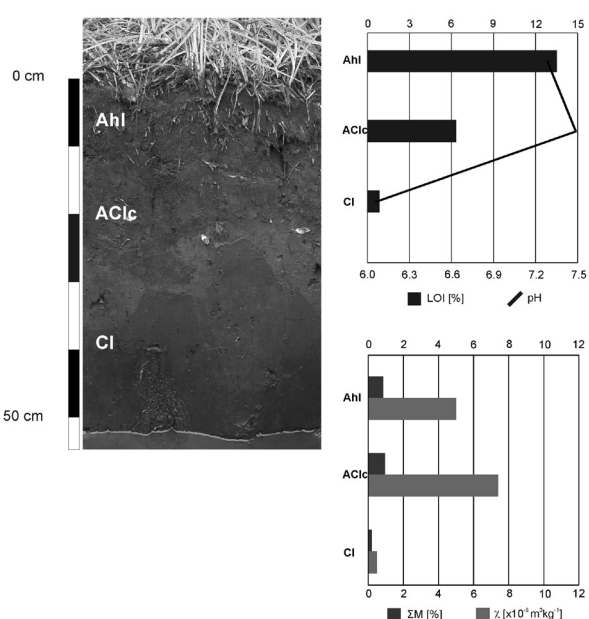 0 cm
Ahl
AClc
Cl
50 cm
0 3 6 9 12 15
Ahl
AClc
Cl
6.0 6.3 6.6 6.9 7.2 7.5
LOI [%] pH
0 2 4 6 8 10 12
Ahl
AClc
Cl
0 2 4 6 8 10 12
ΣM [%] χ [x10⁻⁸ m³kg⁻¹]